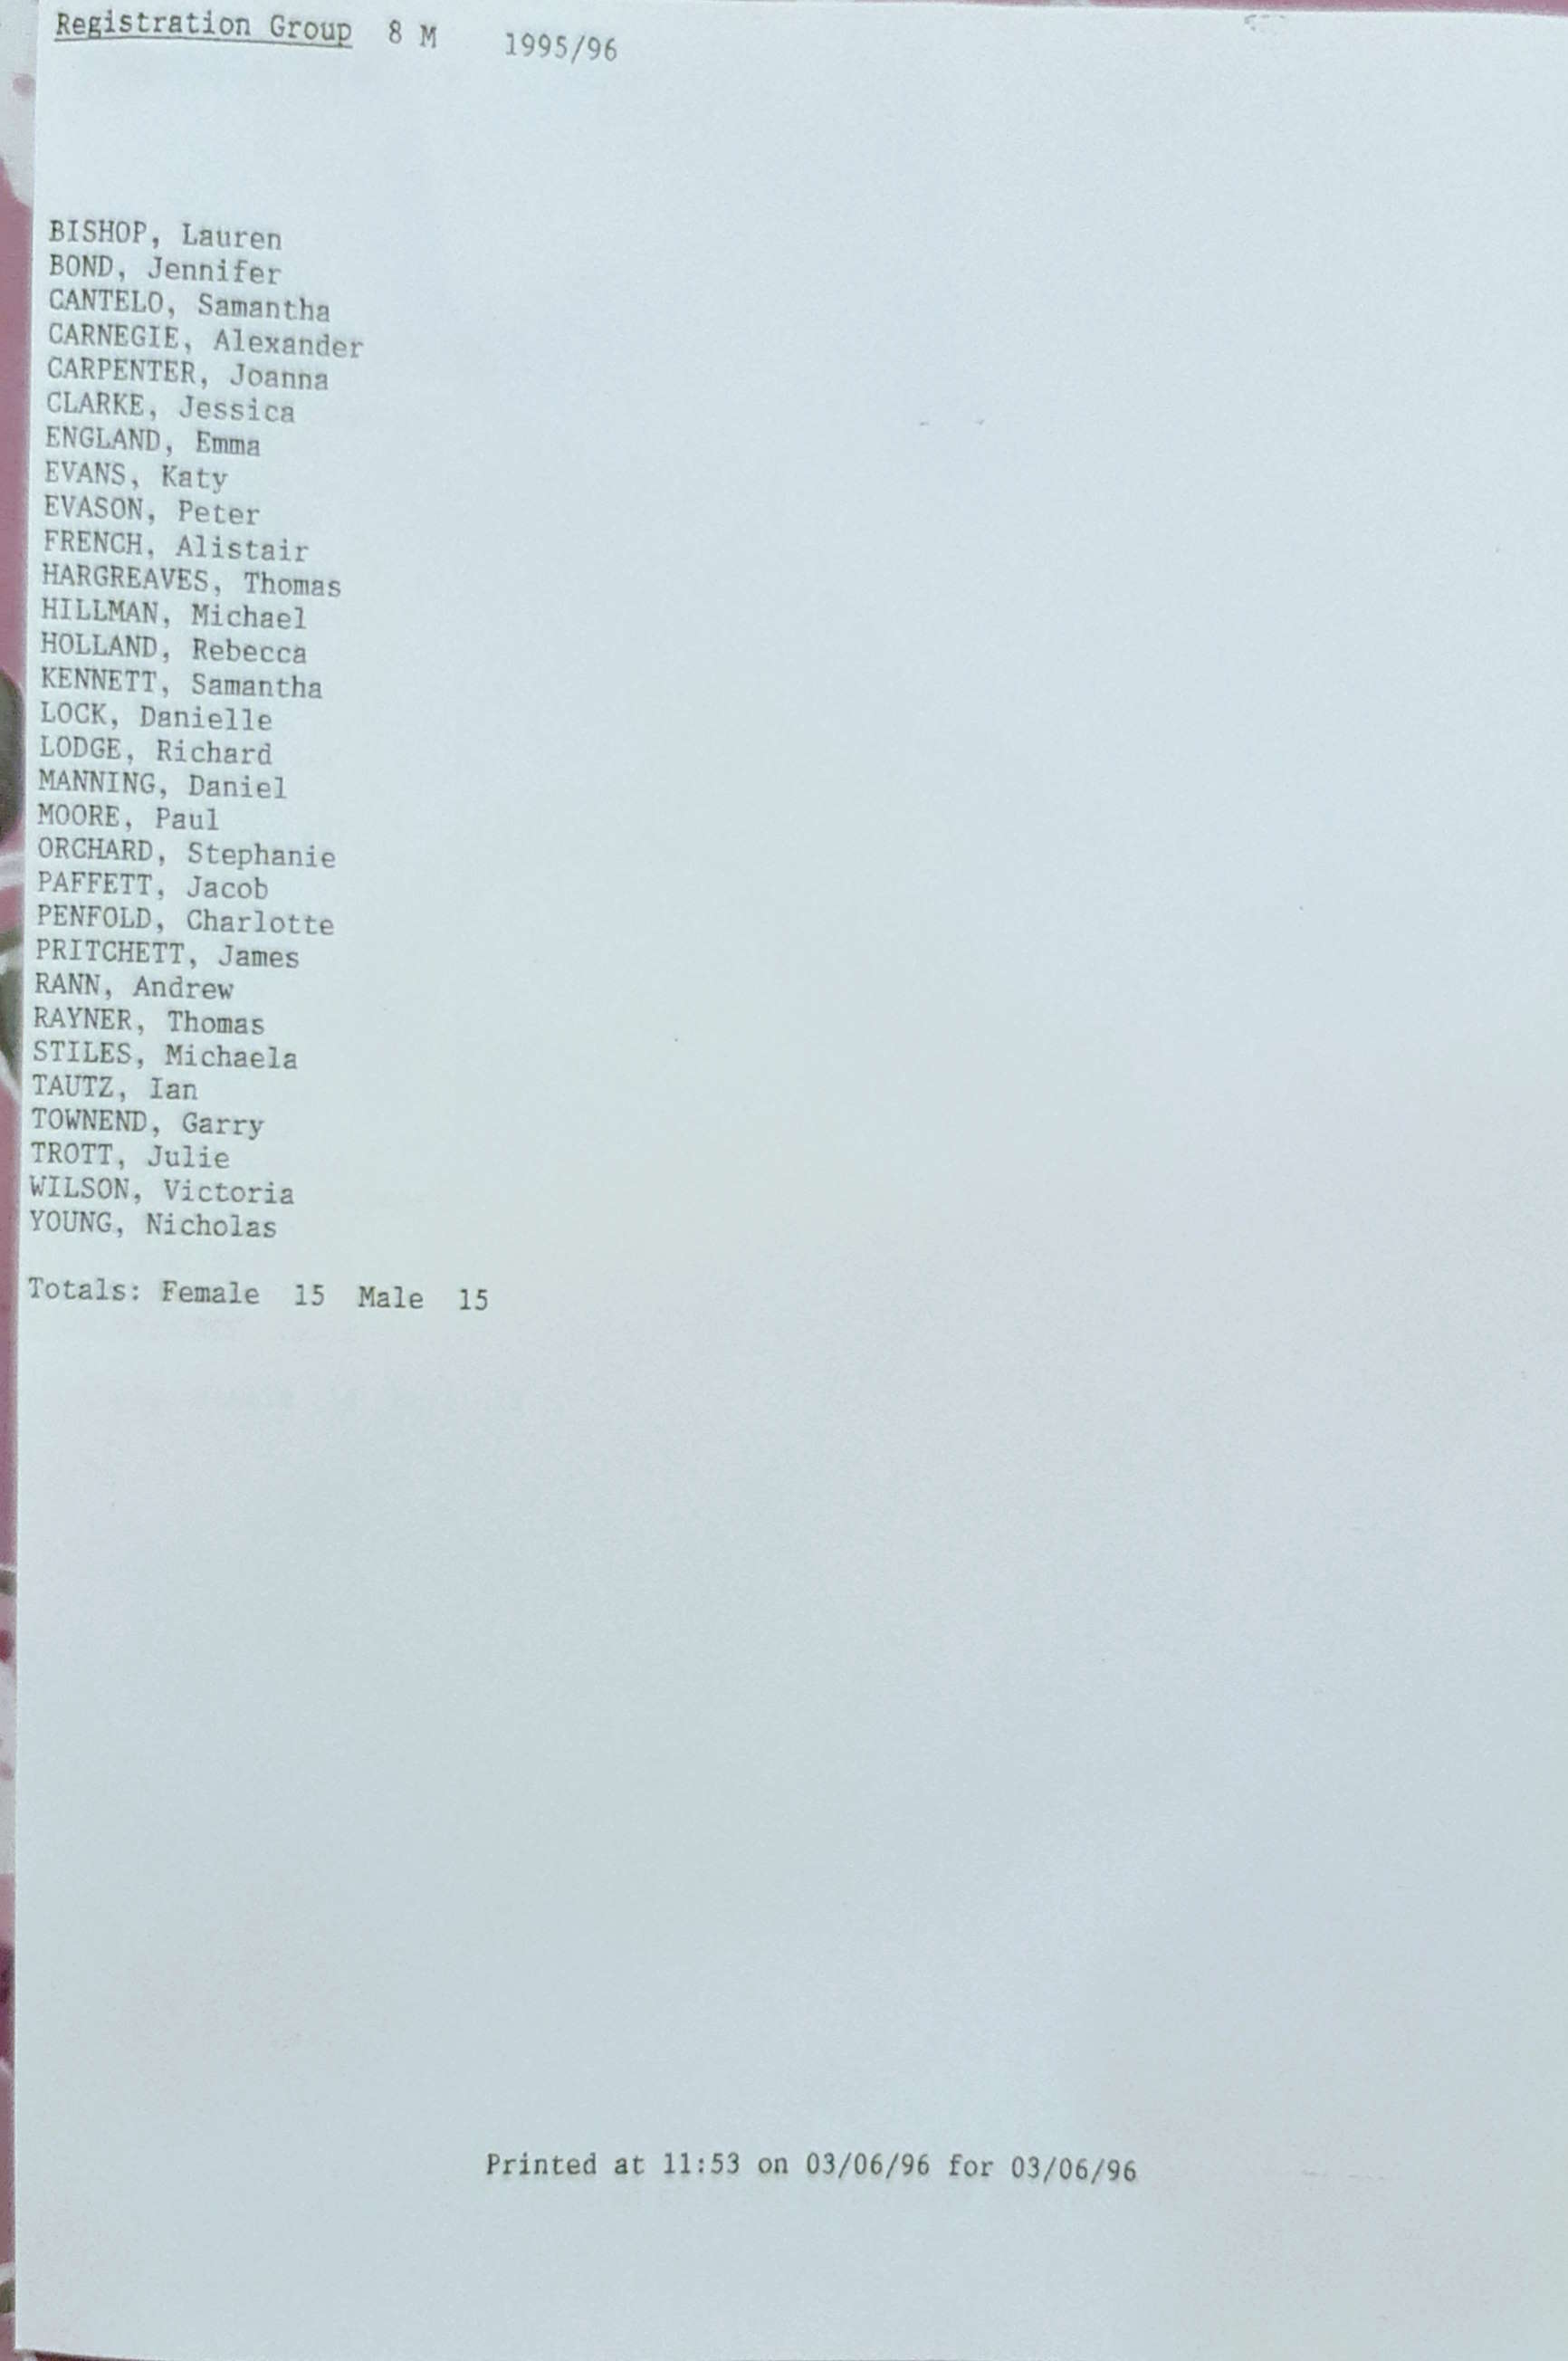 Registration Group 8 M 1995/96
BISHOP, Lauren
BOND, Jennifer
CANTELO, Samantha
CARNEGIE, Alexander
CARPENTER, Joanna
CLARKE, Jessica
ENGLAND, Emma
EVANS, Katy
EVASON, Peter
FRENCH, Alistair
HARGREAVES, Thomas
HILLMAN, Michael
HOLLAND, Rebecca
KENNETT, Samantha
LOCK, Danielle
LODGE, Richard
MANNING, Daniel
MOORE, Paul
ORCHARD, Stephanie
PAFFETT, Jacob
PENFOLD, Charlotte
PRITCHETT, James
RANN, Andrew
RAYNER, Thomas
STILES, Michaela
TAUTZ, Ian
TOWNEND, Garry
TROTT, Julie
WILSON, Victoria
YOUNG, Nicholas
Totals: Female 15 Male 15
Printed at 11:53 on 03/06/96 for 03/06/96